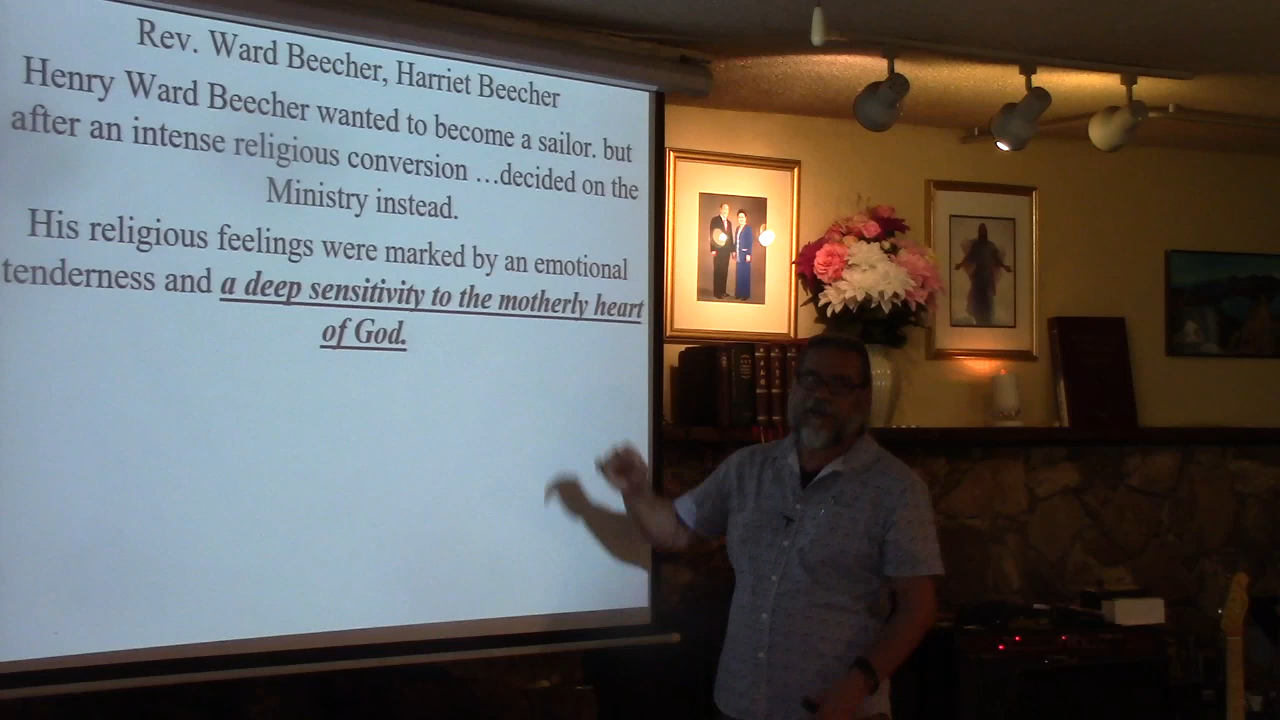 Rev. Ward Beecher, Harriet Beecher
Henry Ward Beecher wanted to become a sailor. but
after an intense religious conversion …decided on the
Ministry instead.
His religious feelings were marked by an emotional
tenderness and a deep sensitivity to the motherly heart
of God.